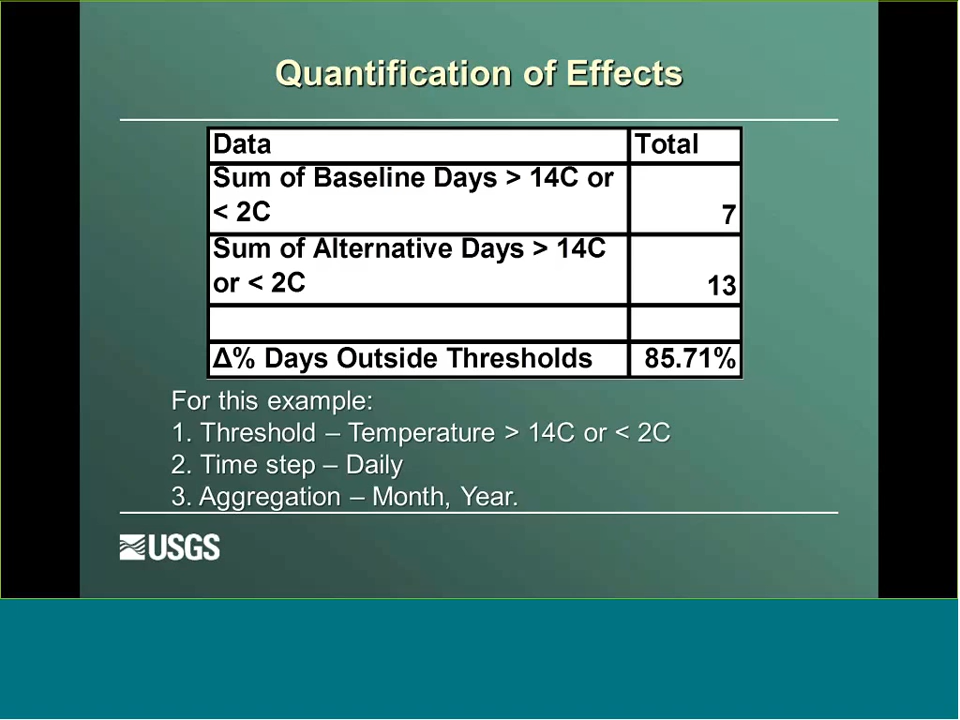 Quantification of Effects
Data Total
Sum of Baseline Days > 14C or
< 2C 7
Sum of Alternative Days > 14C
or < 2C 13
Δ% Days Outside Thresholds 85.71%
For this example:
1. Threshold – Temperature > 14C or < 2C
2. Time step – Daily
3. Aggregation – Month, Year.
USGS